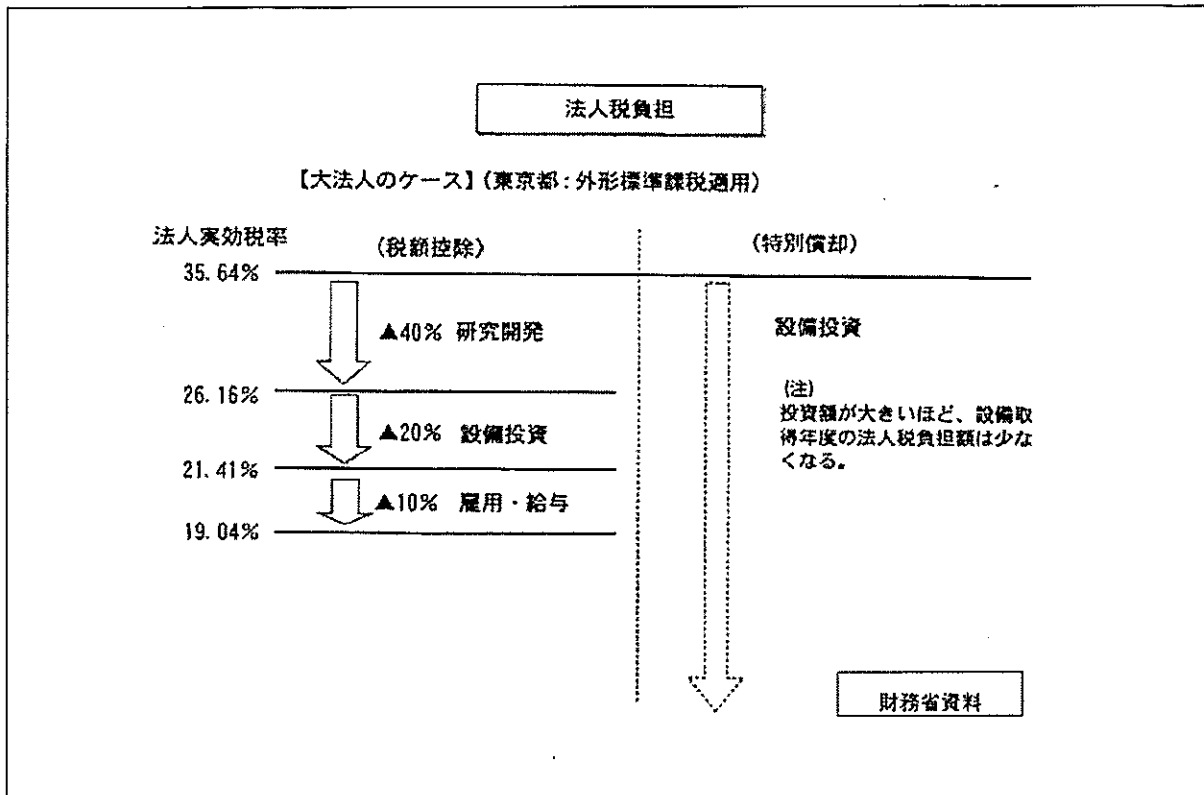 法人税負担
【大法人のケース】(東京都:外形標準課税適用)
法人実効税率
(税額控除)
(特別償却)
35.64%
▲40% 研究開発
設備投資
26.16%
(注)
投資額が大きいほど、設備取
得年度の法人税負担額は少な
くなる。
▲20% 設備投資
21.41%
▲10% 雇用・給与
19.04%
財務省資料